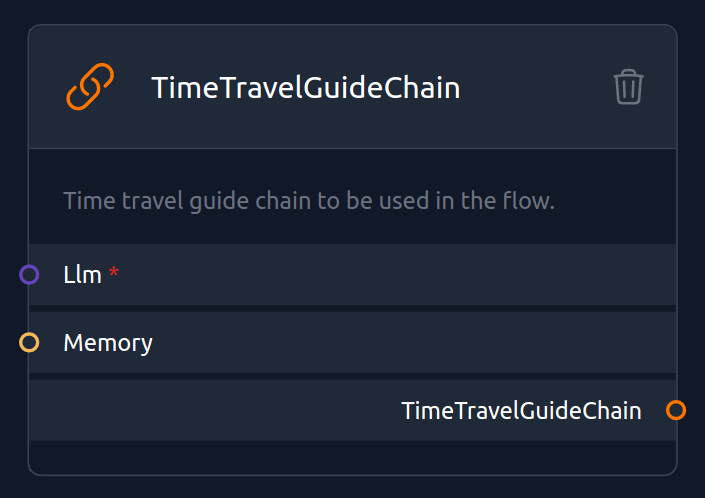 TimeTravelGuideChain
Time travel guide chain to be used in the flow.
Llm *
Memory
TimeTravelGuideChain